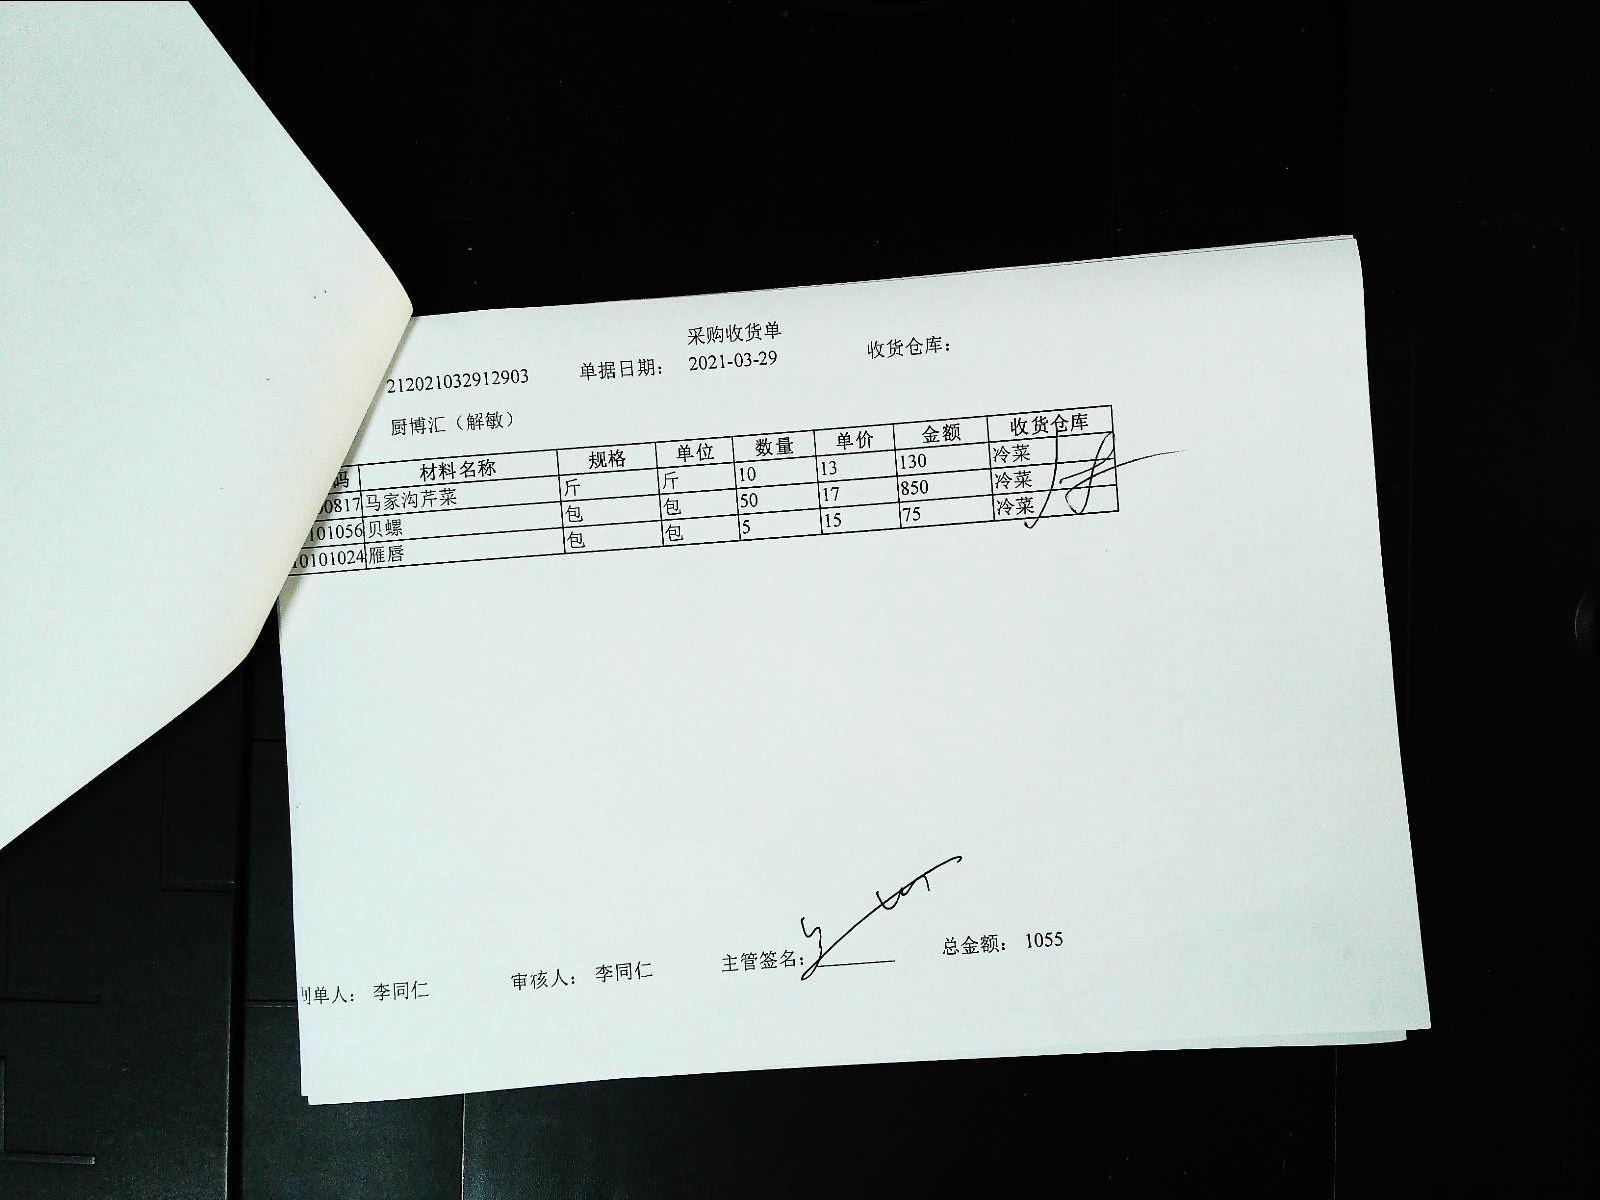 采购收货单
212021032912903 单据日期： 2021-03-29 收货仓库：
厨博汇（解敏）
码 材料名称 规格 单位 数量 单价 金额 收货仓库
0817 马家沟芹菜 斤 斤 10 13 130 冷菜
101056 贝螺 包 包 50 17 850 冷菜
0101024 雁唇 包 包 5 15 75 冷菜
制单人： 李同仁 审核人： 李同仁 主管签名： 总金额： 1055